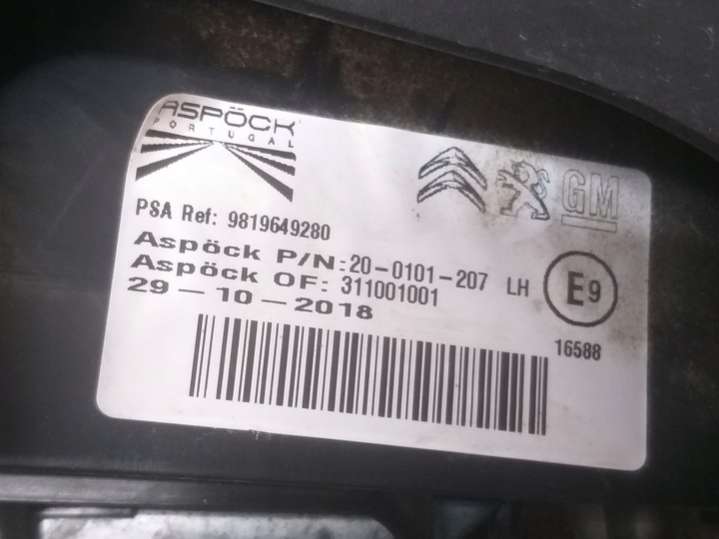 ASPÖCK
PORTUGAL
GM
PSA Ref: 9819649280
Aspöck P/N:20-0101-207 LH
Aspöck OF: 311001001
E9
29-10-2018
16588